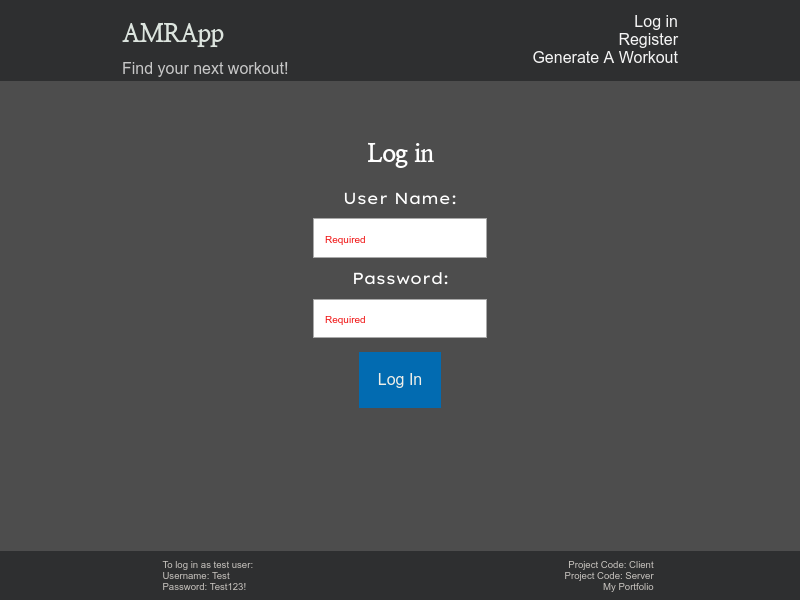 AMRApp
Find your next workout!
Log in
Register
Generate A Workout
Log in
User Name:
Required
Password:
Required
Log In
To log in as test user:
Username: Test
Password: Test123!
Project Code: Client
Project Code: Server
My Portfolio